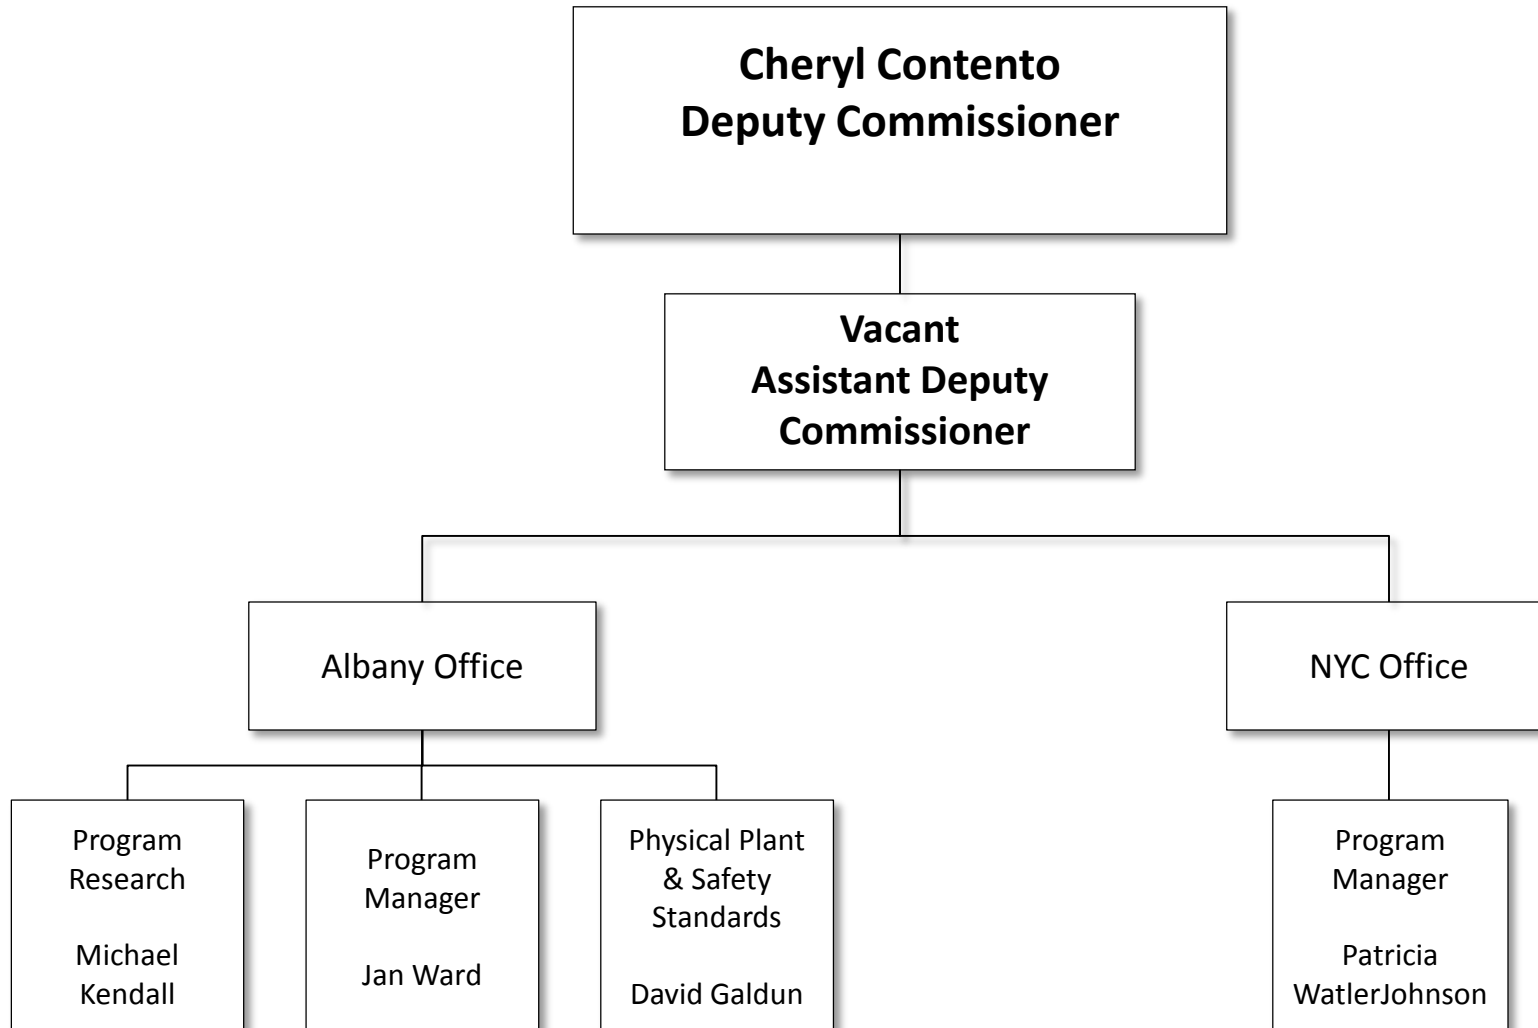 Cheryl Contento
Deputy Commissioner
Vacant
Assistant Deputy
Commissioner
Albany Office
NYC Office
Program
Research
Michael
Kendall
Program
Manager
Jan Ward
Physical Plant
& Safety
Standards
David Galdun
Program
Manager
Patricia
WatlerJohnson